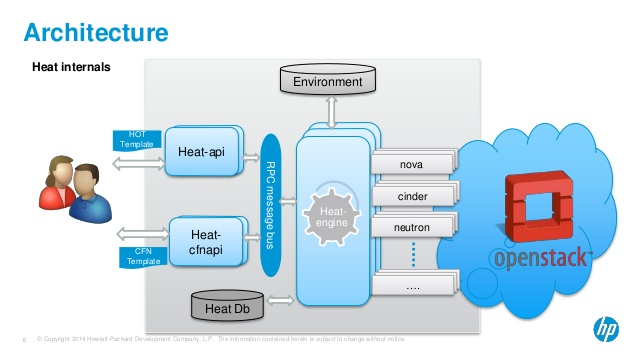 Architecture
Heat internals
Environment
HOT
Template
Heat-api
RPC message bus
nova
cinder
Heat-
engine
neutron
Heat-
cfnapi
CFN
Template
....
Heat Db
openstack™
hp
6 © Copyright 2014 Hewlett-Packard Development Company, L.P. The information contained herein is subject to change without notice.